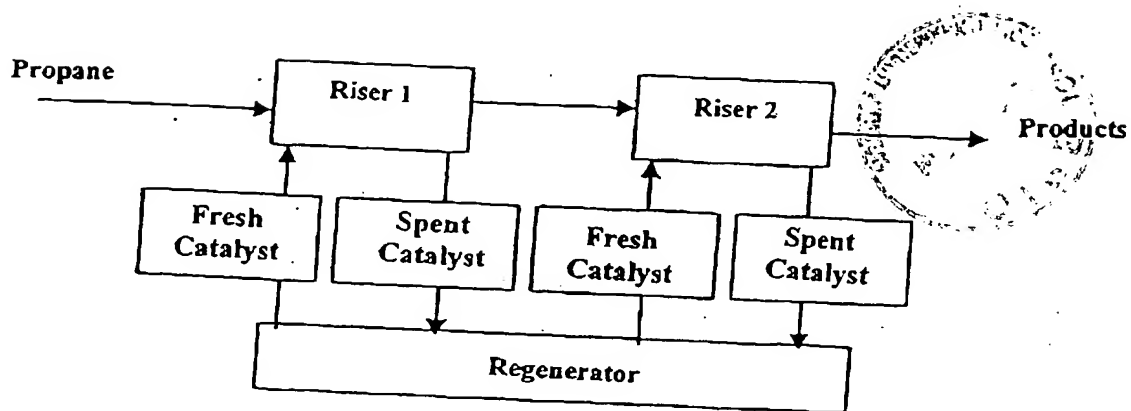 Propane
Riser 1
Riser 2
Products
Fresh
Catalyst
Spent
Catalyst
Fresh
Catalyst
Spent
Catalyst
Regenerator